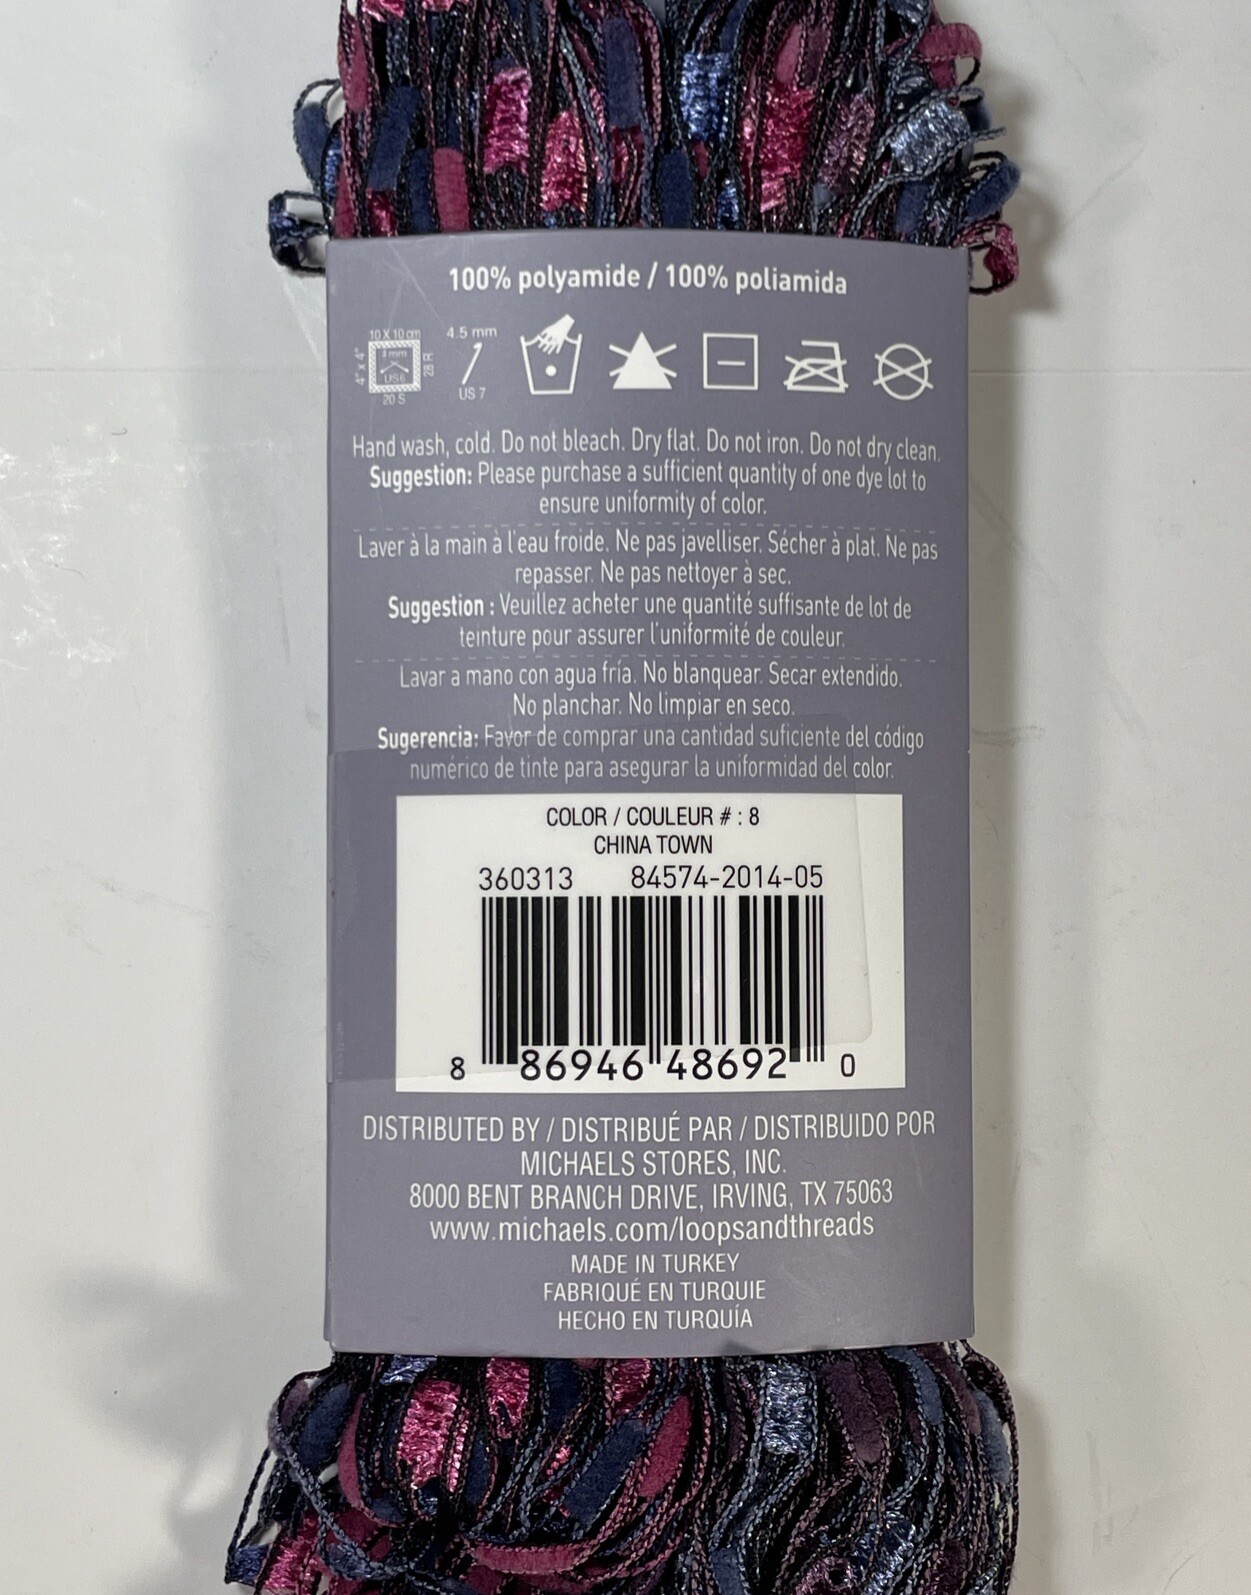 100% polyamide / 100% poliamida
10 X 10 cm
4.5 mm
4" x 4"
4 mm
28 R
US6
US 7
20 S
Hand wash, cold. Do not bleach. Dry flat. Do not iron. Do not dry clean.
Suggestion: Please purchase a sufficient quantity of one dye lot to
ensure uniformity of color.
Laver à la main à l'eau froide. Ne pas javelliser. Sécher à plat. Ne pas
repasser. Ne pas nettoyer à sec.
Suggestion : Veuillez acheter une quantité suffisante de lot de
teinture pour assurer l'uniformité de couleur.
Lavar a mano con agua fría. No blanquear. Secar extendido.
No planchar. No limpiar en seco.
Sugerencia: Favor de comprar una cantidad suficiente del código
numérico de tinte para asegurar la uniformidad del color.
COLOR / COULEUR # : 8
CHINA TOWN
360313 84574-2014-05
8 86946 48692 0
DISTRIBUTED BY / DISTRIBUÉ PAR / DISTRIBUIDO POR
MICHAELS STORES, INC.
8000 BENT BRANCH DRIVE, IRVING, TX 75063
www.michaels.com/loopsandthreads
MADE IN TURKEY
FABRIQUÉ EN TURQUIE
HECHO EN TURQUÍA